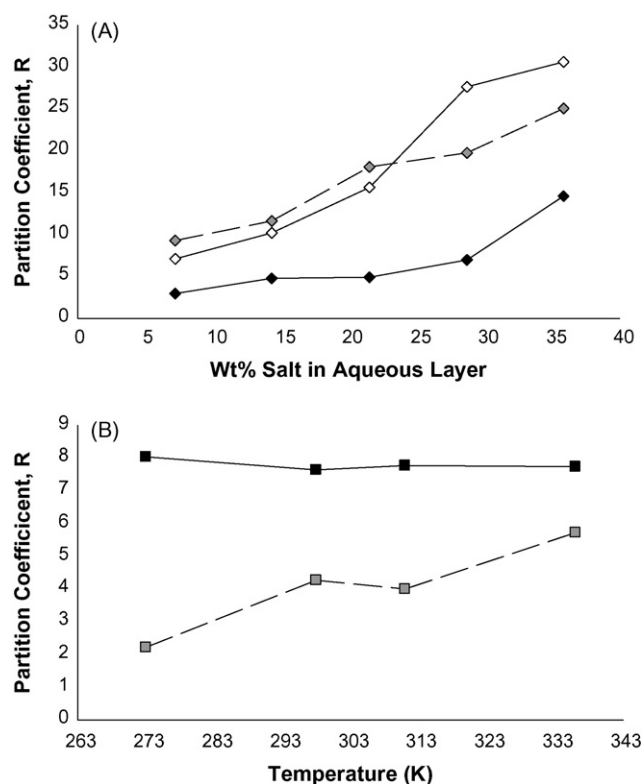 (A)
Partition Coefficient, R
35
30
25
20
15
10
5
0
0 5 10 15 20 25 30 35 40
Wt% Salt in Aqueous Layer
(B)
Partition Coefficicent, R
9
8
7
6
5
4
3
2
1
0
263 273 283 293 303 313 323 333 343
Temperature (K)